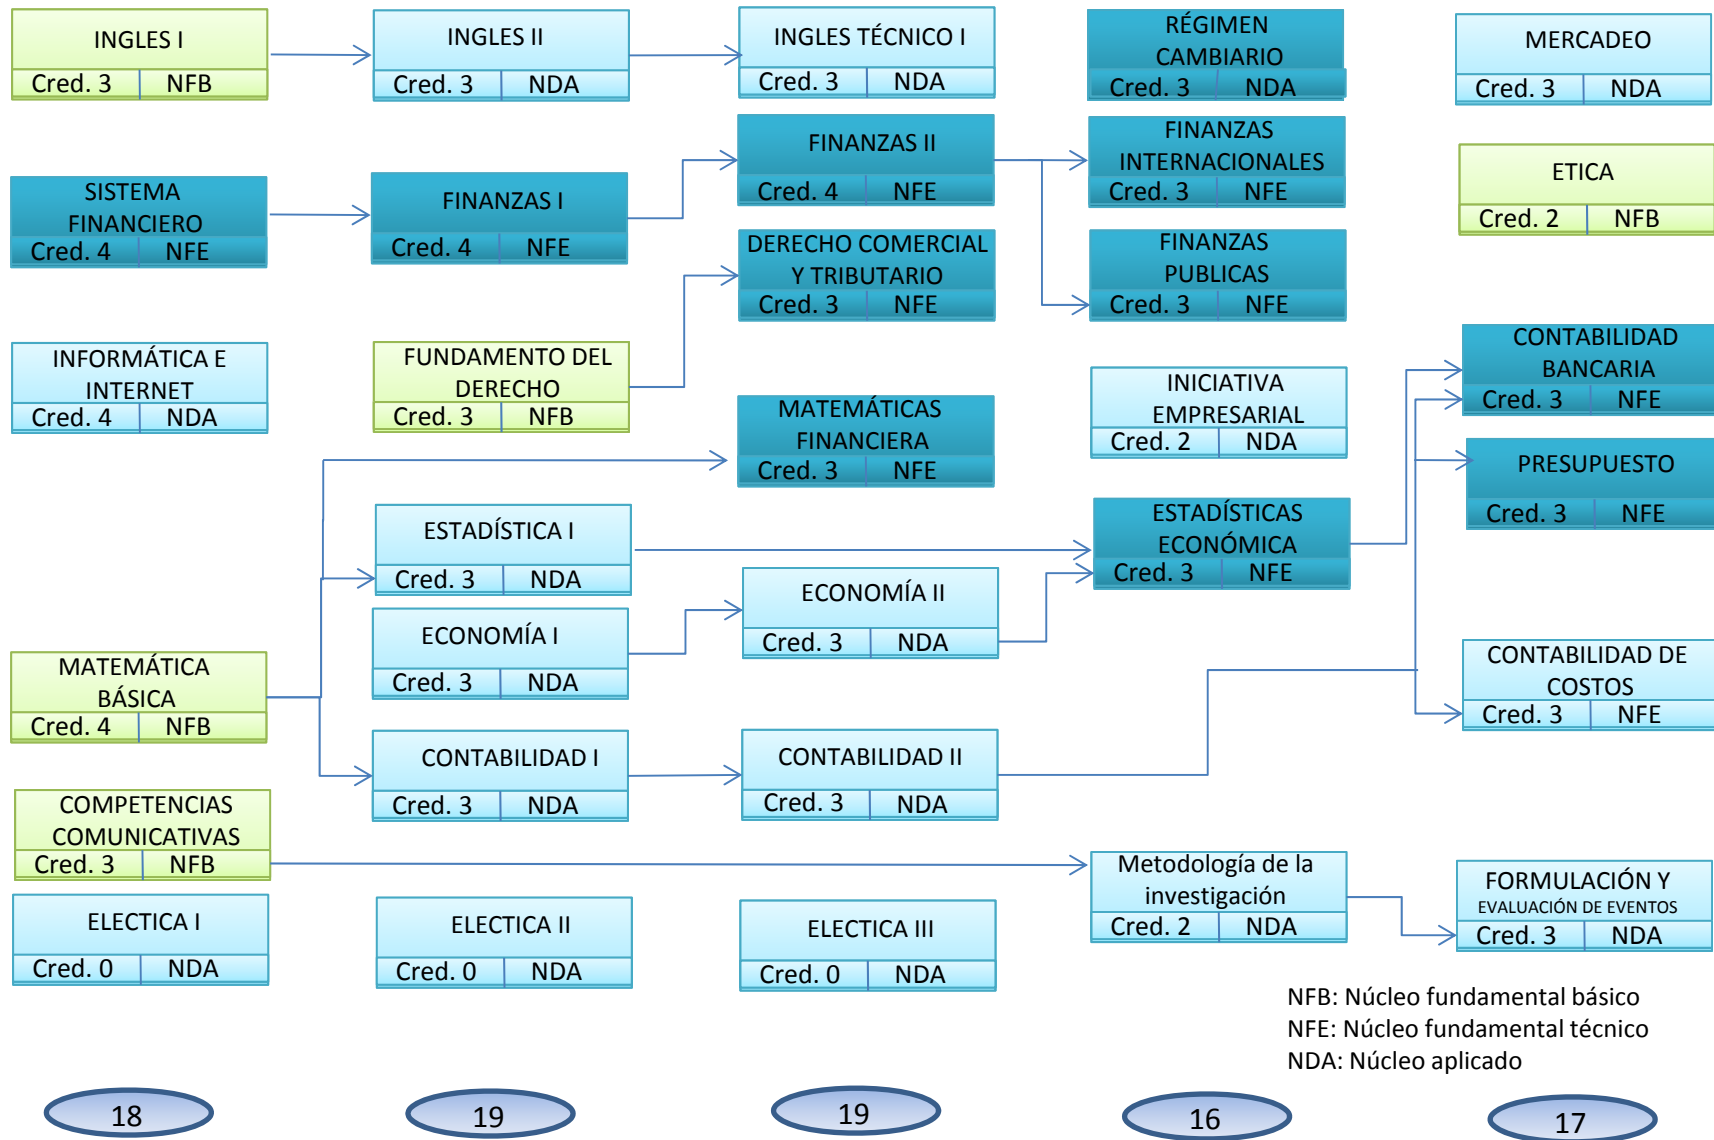 INGLES I
Cred. 3 NFB
SISTEMA
FINANCIERO
Cred. 4 NFE
INFORMÁTICA E
INTERNET
Cred. 4 NDA
MATEMÁTICA
BÁSICA
Cred. 4 NFB
COMPETENCIAS
COMUNICATIVAS
Cred. 3 NFB
ELECTICA I
Cred. 0 NDA
18
INGLES II
Cred. 3 NDA
FINANZAS I
Cred. 4 NFE
FUNDAMENTO DEL
DERECHO
Cred. 3 NFB
ESTADÍSTICA I
Cred. 3 NDA
ECONOMÍA I
Cred. 3 NDA
CONTABILIDAD I
Cred. 3 NDA
ELECTICA II
Cred. 0 NDA
19
INGLES TÉCNICO I
Cred. 3 NDA
FINANZAS II
Cred. 4 NFE
DERECHO COMERCIAL
Y TRIBUTARIO
Cred. 3 NFE
MATEMÁTICAS
FINANCIERA
Cred. 3 NFE
ECONOMÍA II
Cred. 3 NDA
CONTABILIDAD II
Cred. 3 NDA
ELECTICA III
Cred. 0 NDA
19
RÉGIMEN
CAMBIARIO
Cred. 3 NDA
FINANZAS
INTERNACIONALES
Cred. 3 NFE
FINANZAS
PUBLICAS
Cred. 3 NFE
INICIATIVA
EMPRESARIAL
Cred. 2 NDA
ESTADÍSTICAS
ECONÓMICA
Cred. 3 NFE
Metodología de la
investigación
Cred. 2 NDA
16
MERCADEO
Cred. 3 NDA
ETICA
Cred. 2 NFB
CONTABILIDAD
BANCARIA
Cred. 3 NFE
PRESUPUESTO
Cred. 3 NFE
CONTABILIDAD DE
COSTOS
Cred. 3 NFE
FORMULACIÓN Y
EVALUACIÓN DE EVENTOS
Cred. 3 NDA
NFB: Núcleo fundamental básico
NFE: Núcleo fundamental técnico
NDA: Núcleo aplicado
17